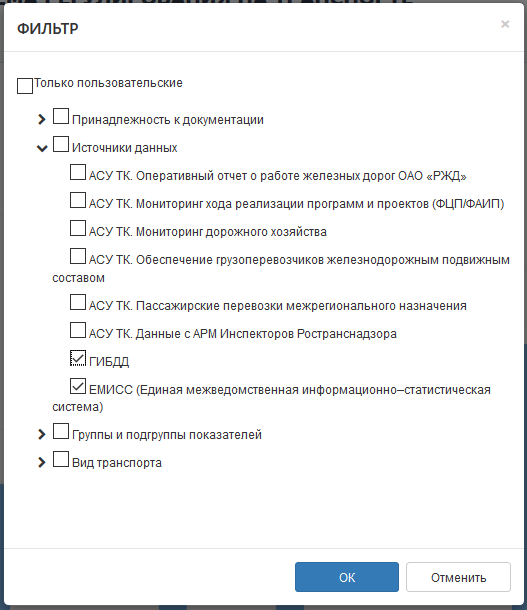 ФИЛЬТР
×
Только пользовательские
Принадлежность к документации
Источники данных
АСУ ТК. Оперативный отчет о работе железных дорог ОАО «РЖД»
АСУ ТК. Мониторинг хода реализации программ и проектов (ФЦП/ФАИП)
АСУ ТК. Мониторинг дорожного хозяйства
АСУ ТК. Обеспечение грузоперевозчиков железнодорожным подвижным
составом
АСУ ТК. Пассажирские перевозки межрегионального назначения
АСУ ТК. Данные с АРМ Инспекторов Ространснадзора
ГИБДД
ЕМИСС (Единая межведомственная информационно–статистическая
система)
Группы и подгруппы показателей
Вид транспорта
ОК
Отменить